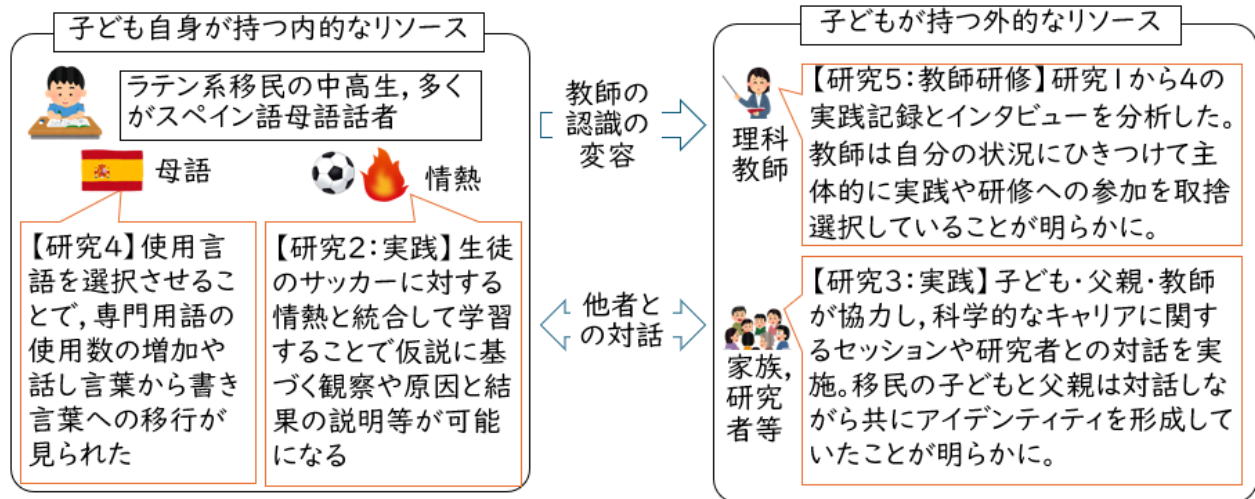 子ども自身が持つ内的なリソース
ラテン系移民の中高生，多く
がスペイン語母語話者
母語
情熱
【研究4】使用言
語を選択させるこ
とで，専門用語の
使用数の増加や
話し言葉から書き
言葉への移行が
見られた
【研究2：実践】生徒
のサッカーに対する
情熱と統合して学習
することで仮説に基
づく観察や原因と結
果の説明等が可能
になる
教師の
認識の
変容
他者と
の対話
子どもが持つ外的なリソース
理科
教師
【研究5：教師研修】研究1から4の
実践記録とインタビューを分析した。
教師は自分の状況にひきつけて主
体的に実践や研修への参加を取捨
選択していることが明らかに。
家族，
研究
者等
【研究3：実践】子ども・父親・教師
が協力し，科学的なキャリアに関す
るセッションや研究者との対話を実
施。移民の子どもと父親は対話しな
がら共にアイデンティティを形成して
いたことが明らかに。